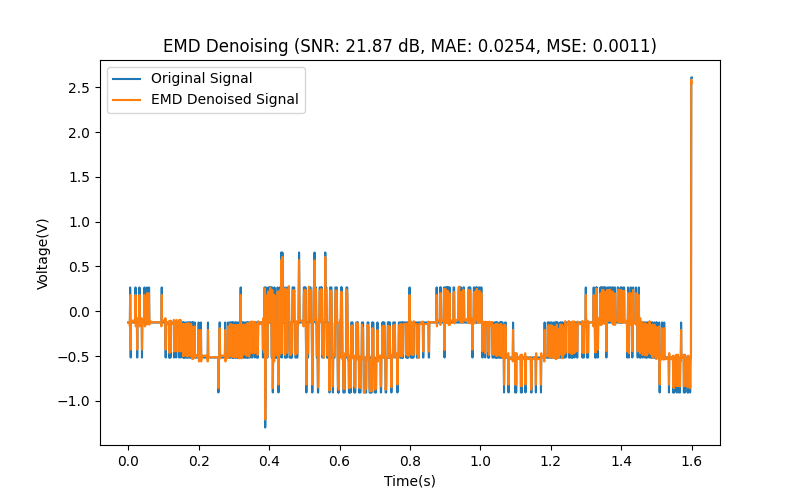 EMD Denoising (SNR: 21.87 dB, MAE: 0.0254, MSE: 0.0011)
Original Signal
EMD Denoised Signal
Voltage(V)
2.5
2.0
1.5
1.0
0.5
0.0
−0.5
−1.0
0.0 0.2 0.4 0.6 0.8 1.0 1.2 1.4 1.6
Time(s)